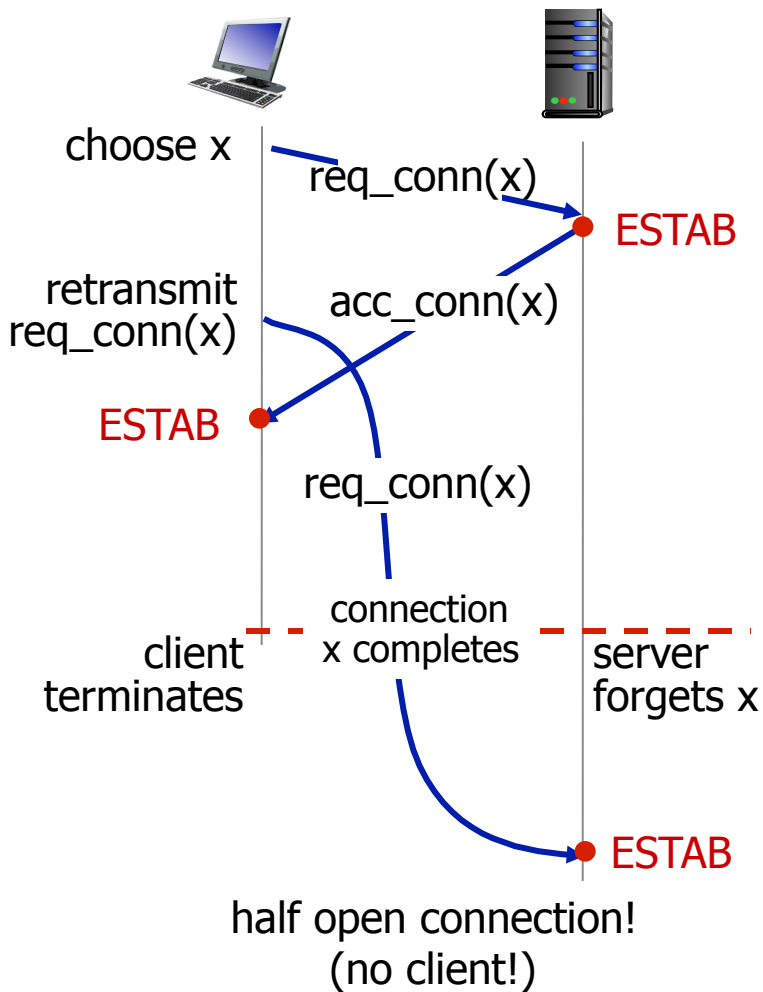 choose x
req_conn(x)
ESTAB
retransmit
req_conn(x)
acc_conn(x)
ESTAB
req_conn(x)
connection
x completes
client
terminates
server
forgets x
ESTAB
half open connection!
(no client!)